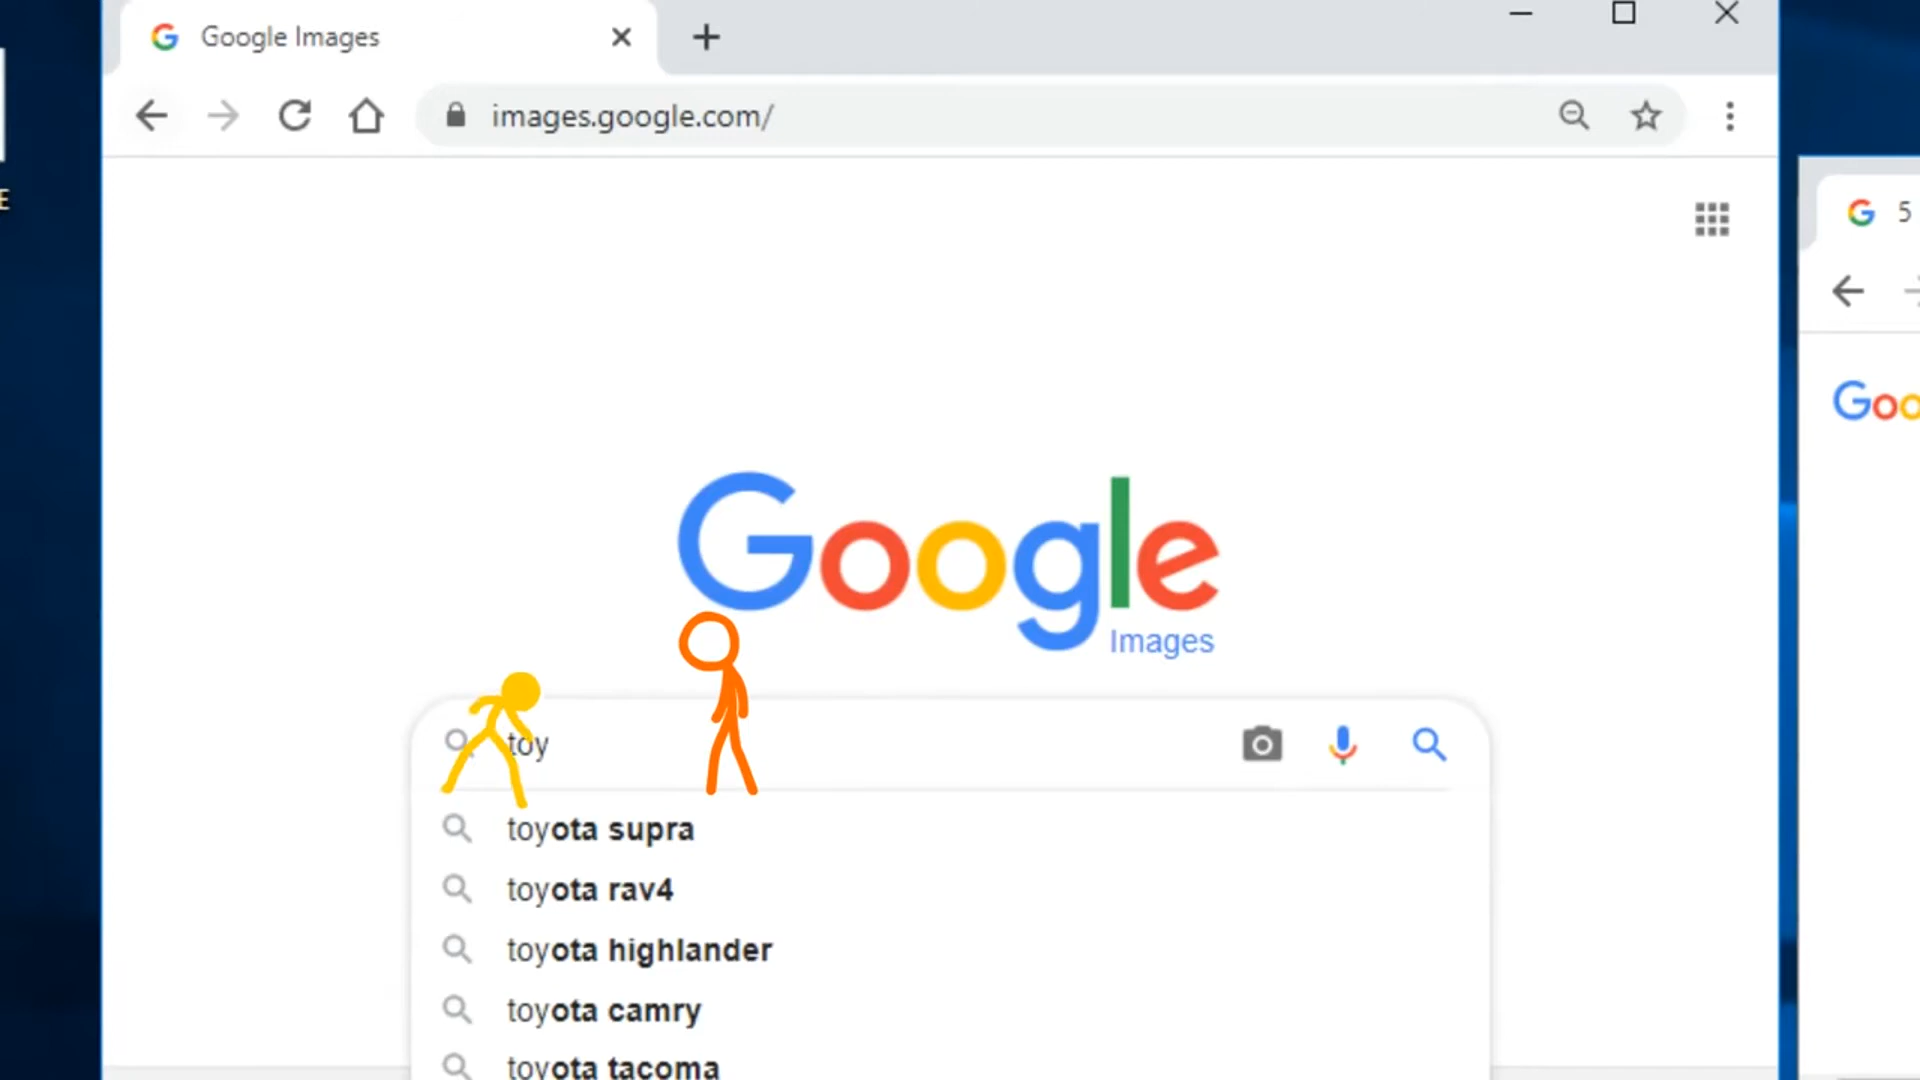 Google Images
images.google.com/
E
5
Goo
Google
Images
toy
toyota supra
toyota rav4
toyota highlander
toyota camry
toyota tacoma